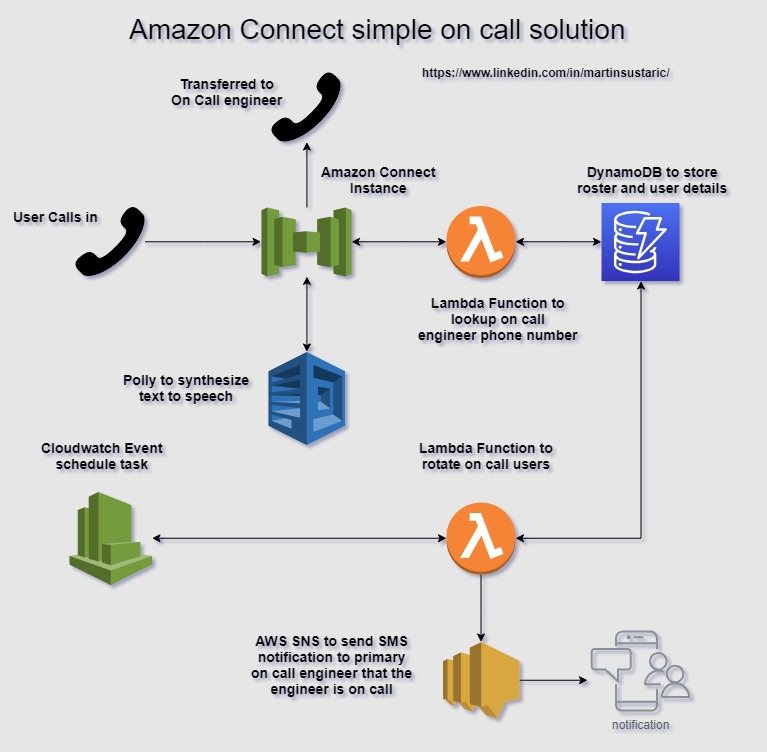 Amazon Connect simple on call solution
https://www.linkedin.com/in/martinsustaric/
Transferred to
On Call engineer
Amazon Connect
Instance
DynamoDB to store
roster and user details
User Calls in
λ
Lambda Function to
lookup on call
engineer phone number
Polly to synthesize
text to speech
Cloudwatch Event
schedule task
Lambda Function to
rotate on call users
λ
AWS SNS to send SMS
notification to primary
on call engineer that the
engineer is on call
notification